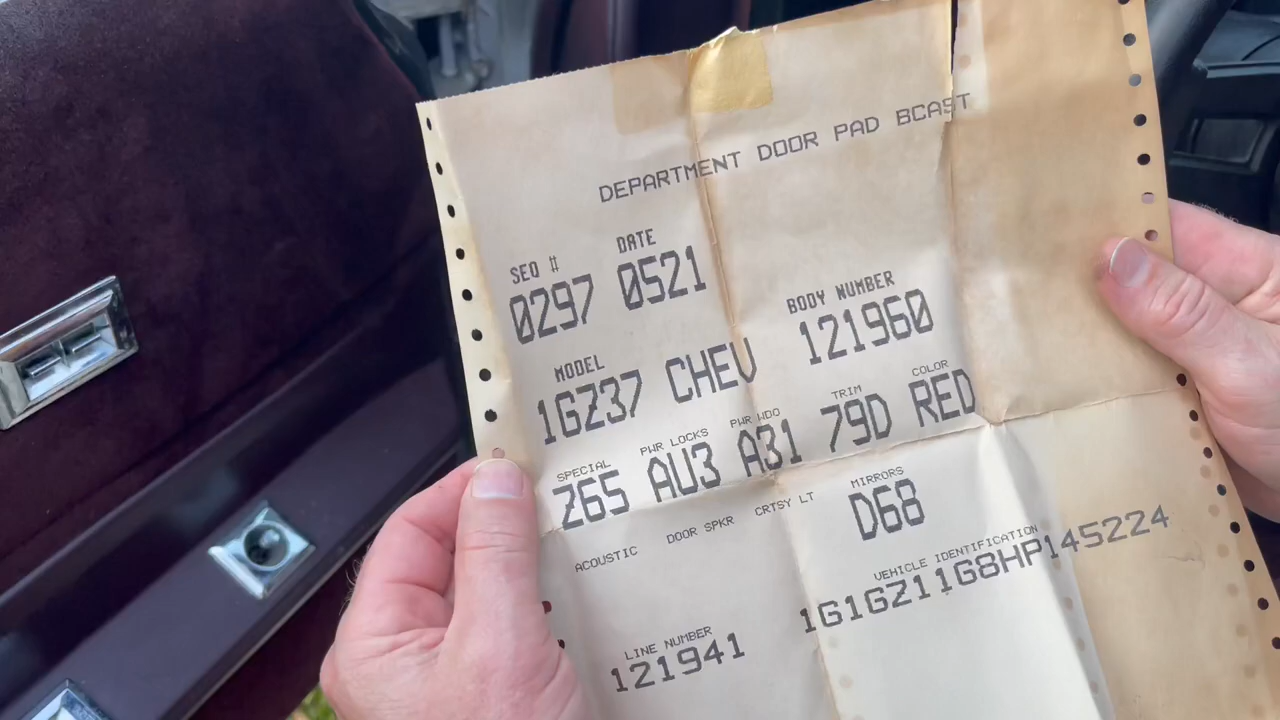 DEPARTMENT DOOR PAD BCAST
SEQ # DATE
0297 0521
BODY NUMBER
121960
MODEL
1GZ37 CHEV
SPECIAL PWR LOCKS PWR WDO TRIM COLOR
Z65 AU3 A31 79D RED
ACOUSTIC DOOR SPKR CRTSY LT MIRRORS
D68
VEHICLE IDENTIFICATION
1G1GZ11G8HP145224
LINE NUMBER
121941